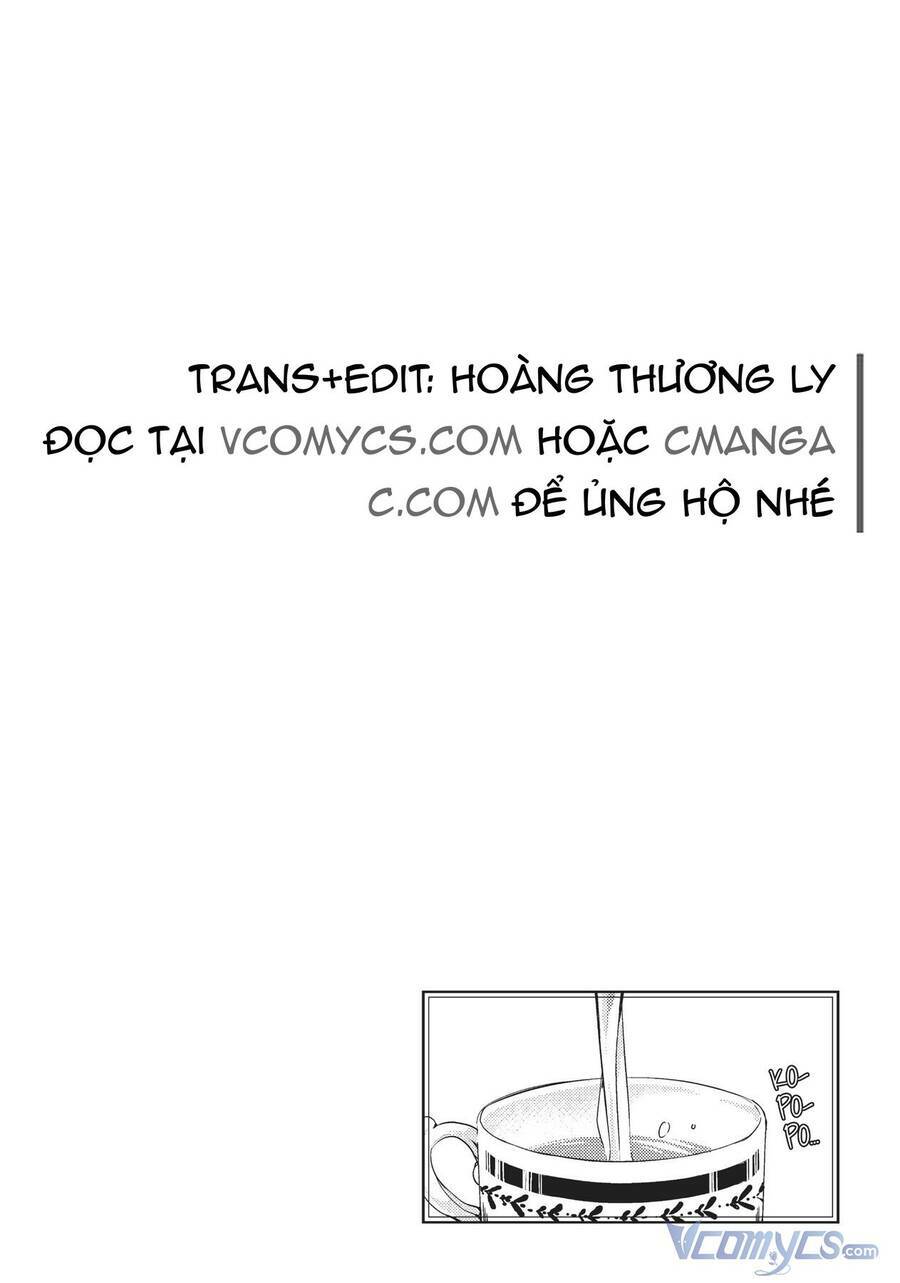 TRANS+EDIT: HOÀNG THƯƠNG LY
ĐỌC TẠI VCOMYCS.COM HOẶC CMANGA
C.COM ĐỂ ỦNG HỘ NHÉ
KO-
PO-
PO...
Vcomycs.com